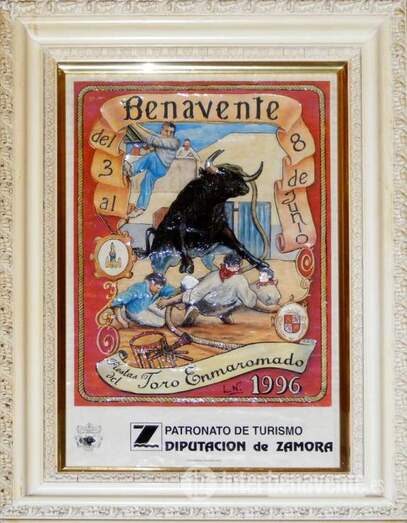 Benavente
del
3
al
8
de
Junio
Fiestas
del
Toro Enmaromado
L.N.
1996
PATRONATO DE TURISMO
DIPUTACION de ZAMORA